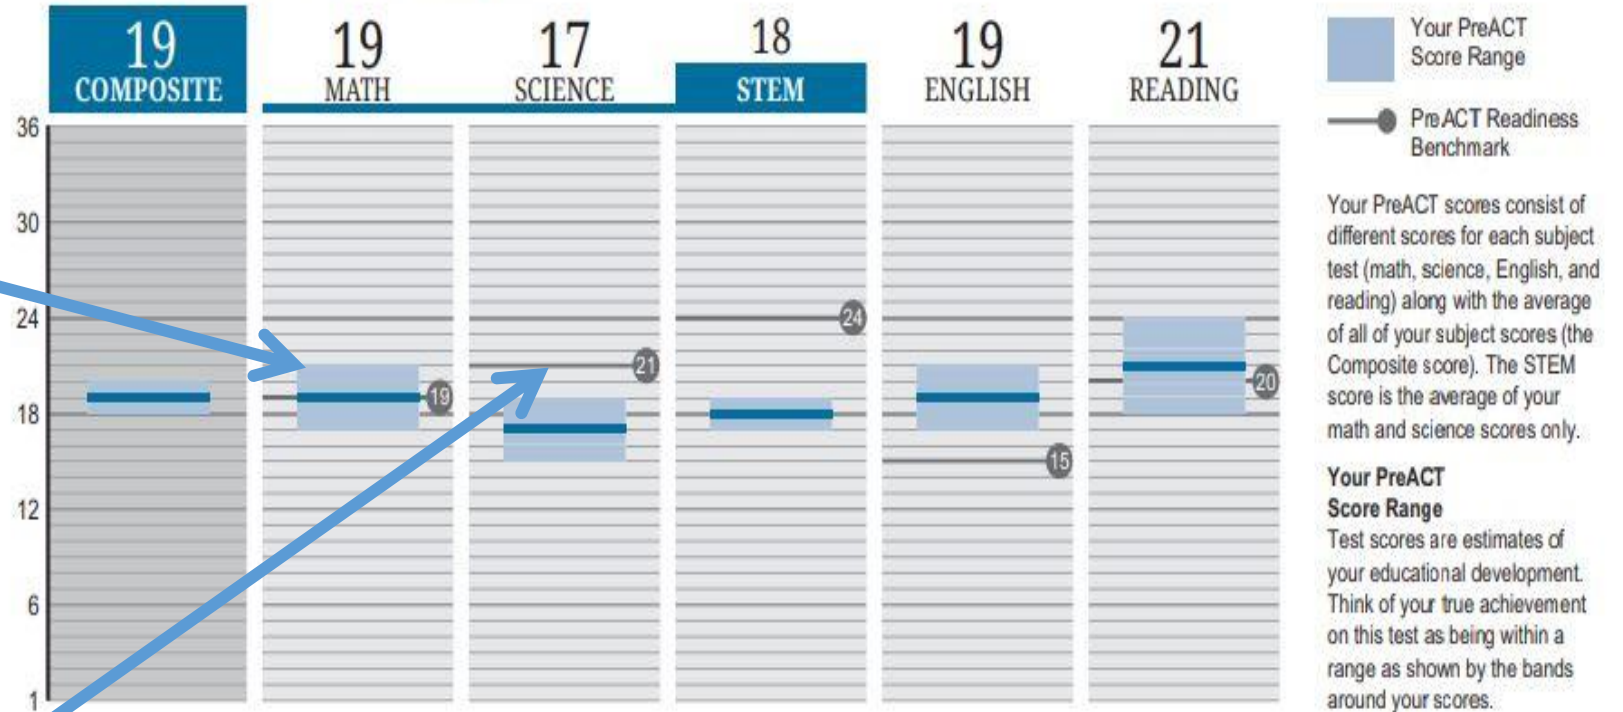 19
COMPOSITE
19
MATH
17
SCIENCE
18
STEM
19
ENGLISH
21
READING
36
30
24
18
12
6
1
19
21
24
15
20
Your PreACT
Score Range
PreACT Readiness
Benchmark
Your PreACT scores consist of
different scores for each subject
test (math, science, English, and
reading) along with the average
of all of your subject scores (the
Composite score). The STEM
score is the average of your
math and science scores only.
Your PreACT
Score Range
Test scores are estimates of
your educational development.
Think of your true achievement
on this test as being within a
range as shown by the bands
around your scores.